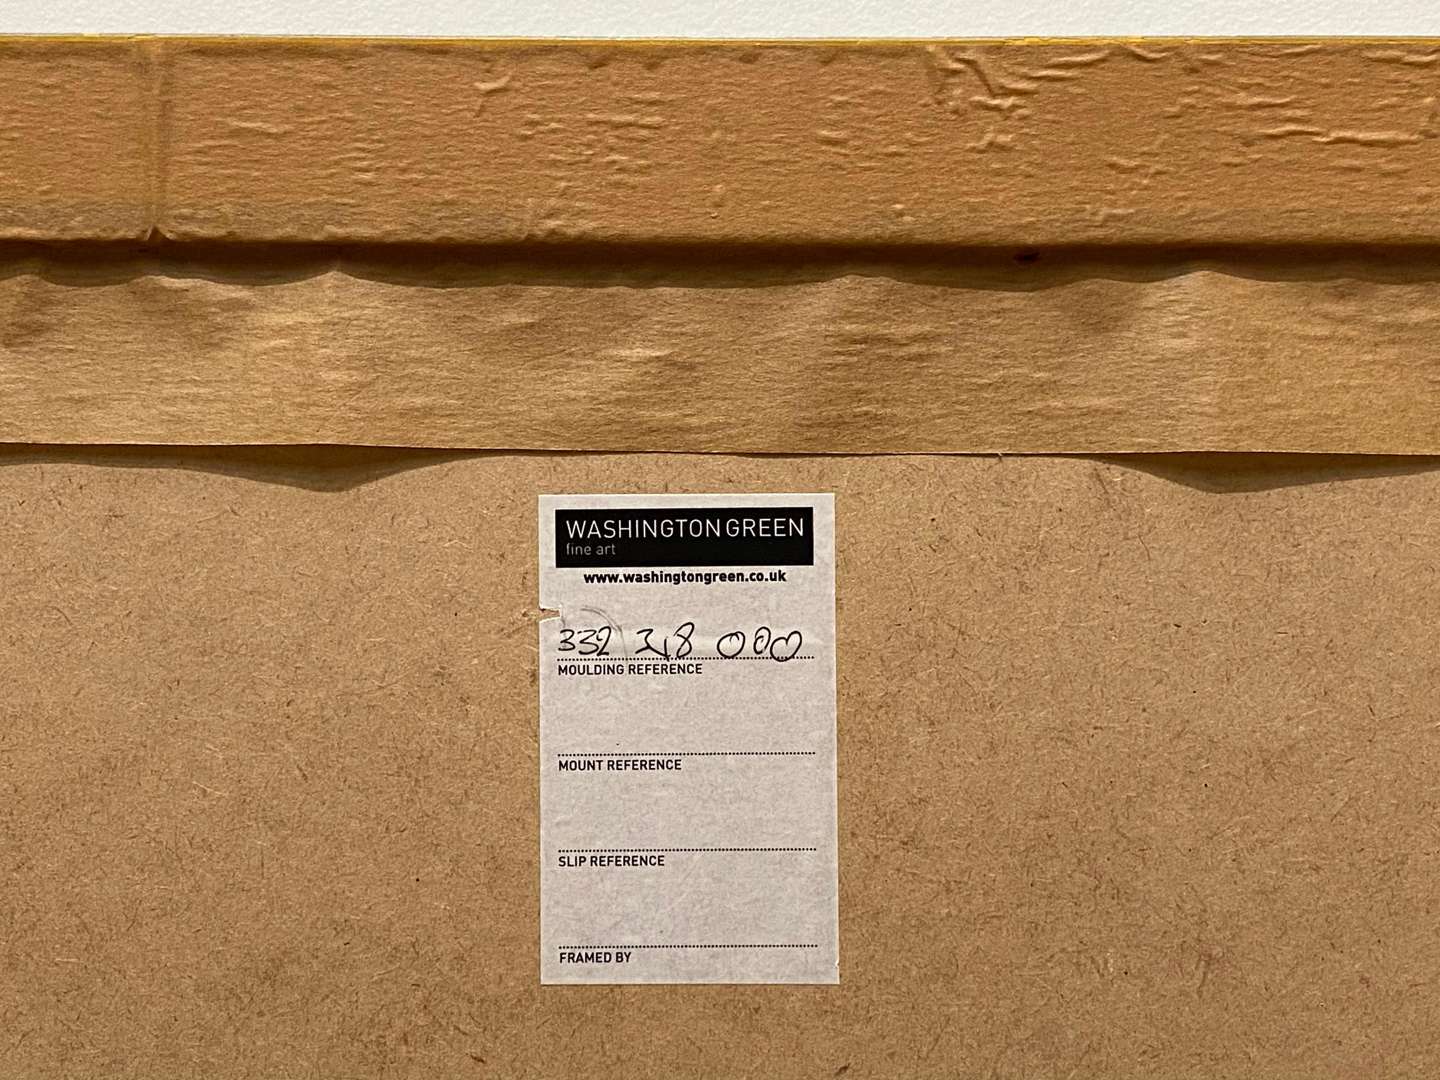 WASHINGTON GREEN
fine art
www.washingtongreen.co.uk
332 318 000
MOULDING REFERENCE
MOUNT REFERENCE
SLIP REFERENCE
FRAMED BY